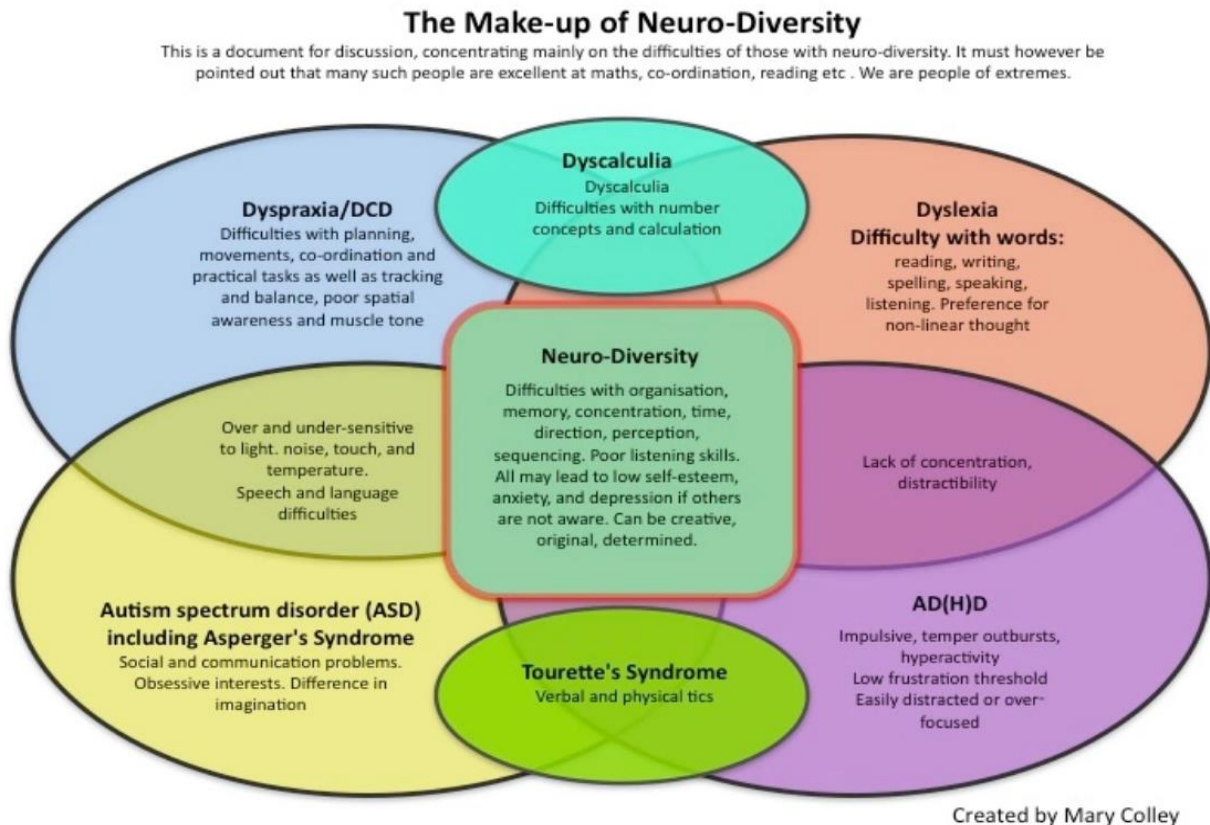 The Make-up of Neuro-Diversity
This is a document for discussion, concentrating mainly on the difficulties of those with neuro-diversity. It must however be
pointed out that many such people are excellent at maths, co-ordination, reading etc . We are people of extremes.
Dyscalculia
Dyscalculia
Difficulties with number
concepts and calculation
Dyspraxia/DCD
Difficulties with planning,
movements, co-ordination and
practical tasks as well as tracking
and balance, poor spatial
awareness and muscle tone
Dyslexia
Difficulty with words:
reading, writing,
spelling, speaking,
listening. Preference for
non-linear thought
Neuro-Diversity
Difficulties with organisation,
memory, concentration, time,
direction, perception,
sequencing. Poor listening skills.
All may lead to low self-esteem,
anxiety, and depression if others
are not aware. Can be creative,
original, determined.
Over and under-sensitive
to light. noise, touch, and
temperature.
Speech and language
difficulties
Lack of concentration,
distractibility
Autism spectrum disorder (ASD)
including Asperger's Syndrome
Social and communication problems.
Obsessive interests. Difference in
imagination
Tourette's Syndrome
Verbal and physical tics
AD(H)D
Impulsive, temper outbursts,
hyperactivity
Low frustration threshold
Easily distracted or over-
focused
Created by Mary Colley